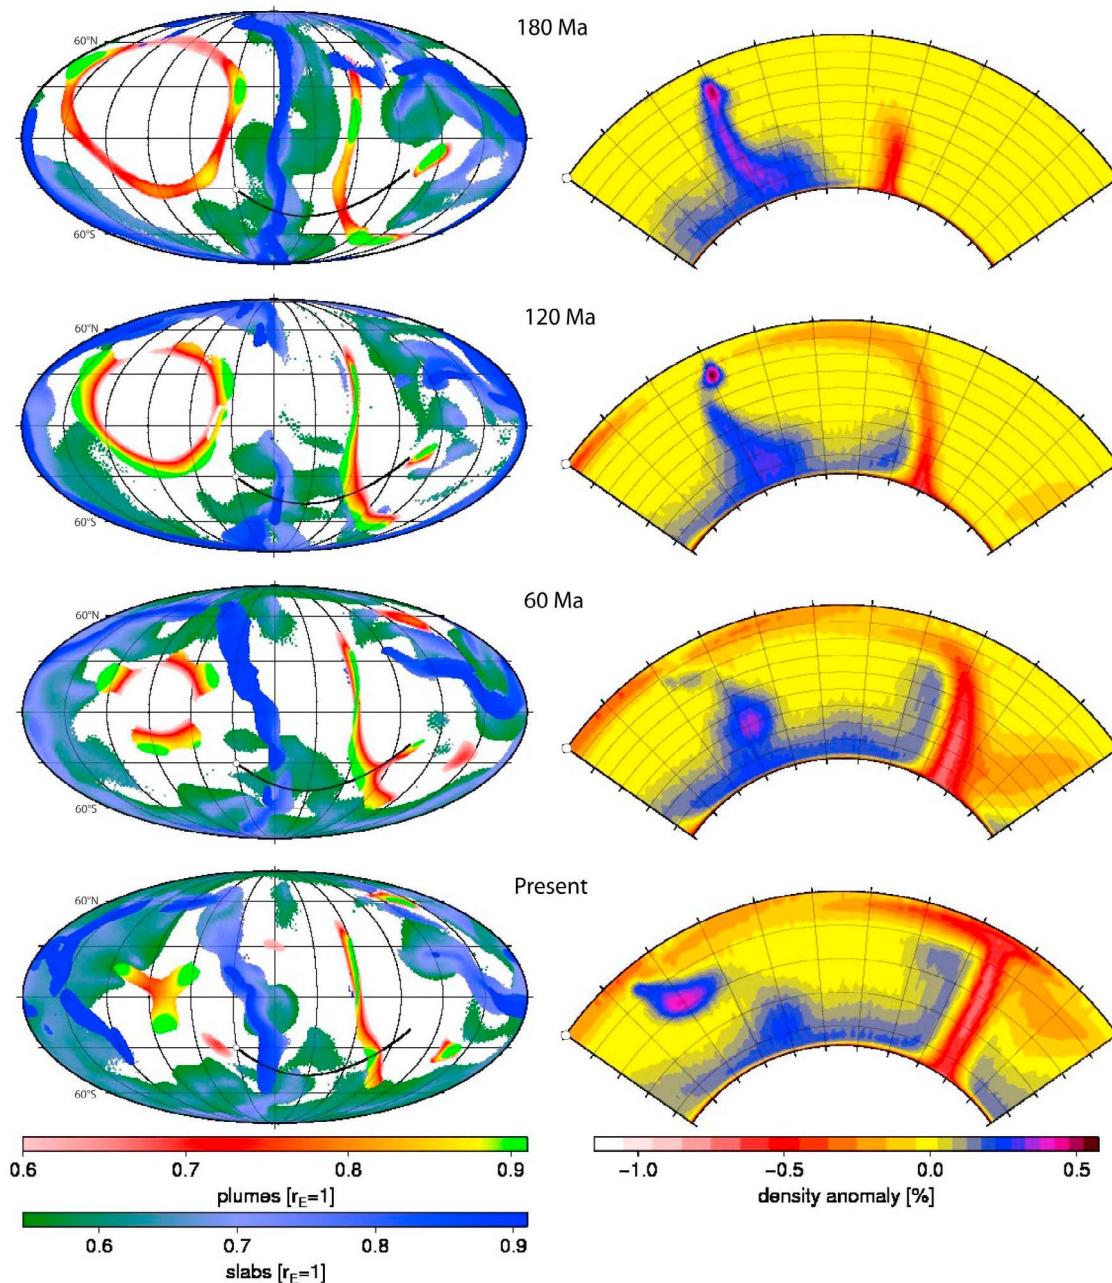 180 Ma
60°N
60°S
120 Ma
60°N
60°S
60 Ma
60°N
60°S
Present
60°N
60°S
0.6 0.7 0.8 0.9
plumes [rE=1]
0.6 0.7 0.8 0.9
slabs [rE=1]
−1.0 −0.5 0.0 0.5
density anomaly [%]